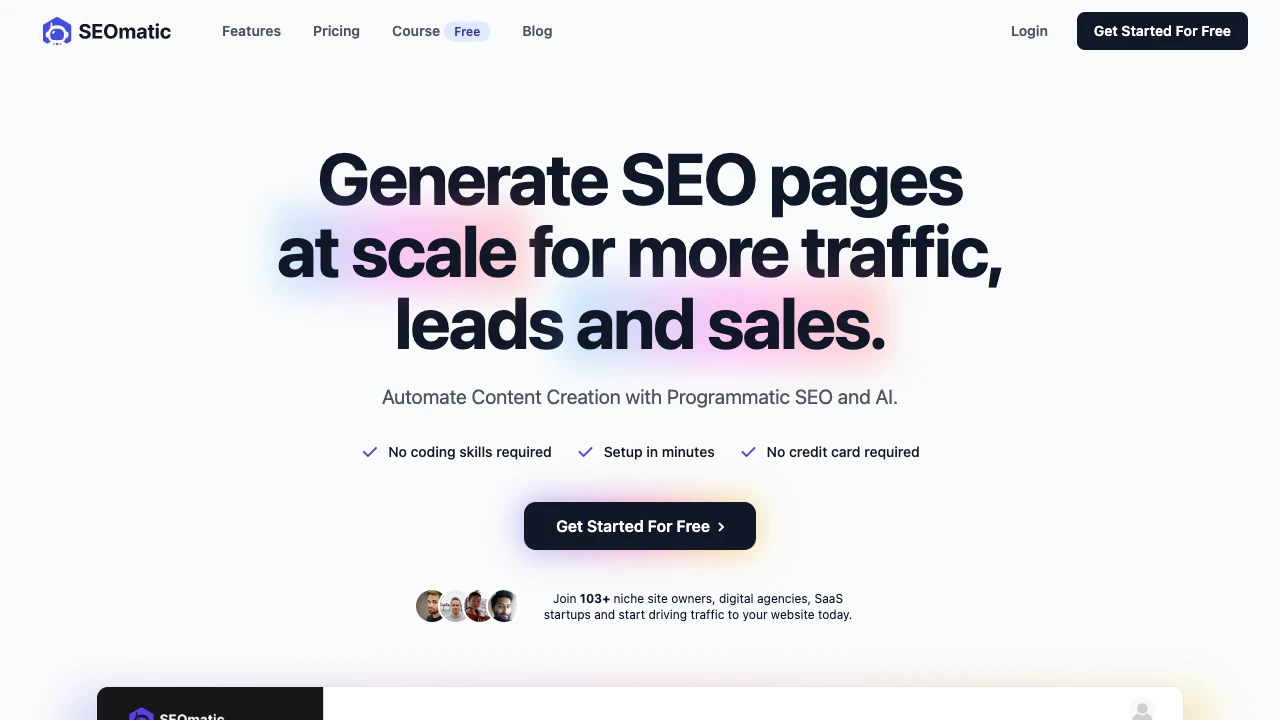 SEOmatic
Features
Pricing
Course Free
Blog
Login
Get Started For Free
Generate SEO pages
at scale for more traffic,
leads and sales.
Automate Content Creation with Programmatic SEO and AI.
No coding skills required
Setup in minutes
No credit card required
Get Started For Free
Join 103+ niche site owners, digital agencies, SaaS
startups and start driving traffic to your website today.
SEOmatic